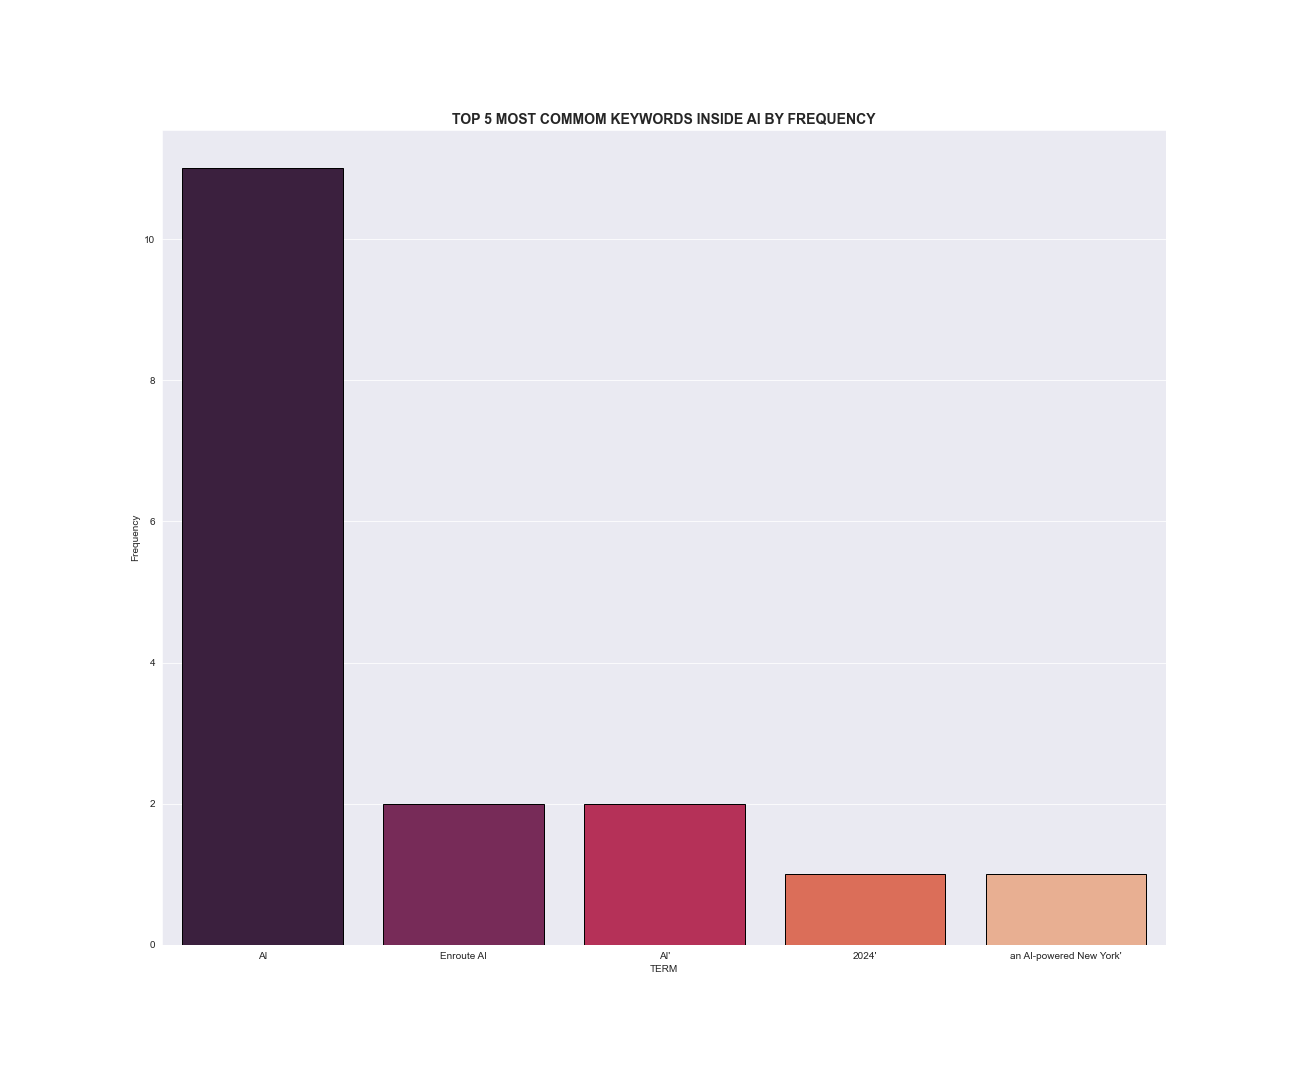 TOP 5 MOST COMMOM KEYWORDS INSIDE AI BY FREQUENCY
10
8
6
4
2
0
Frequency
AI
Enroute AI
AI'
2024'
an AI-powered New York'
TERM